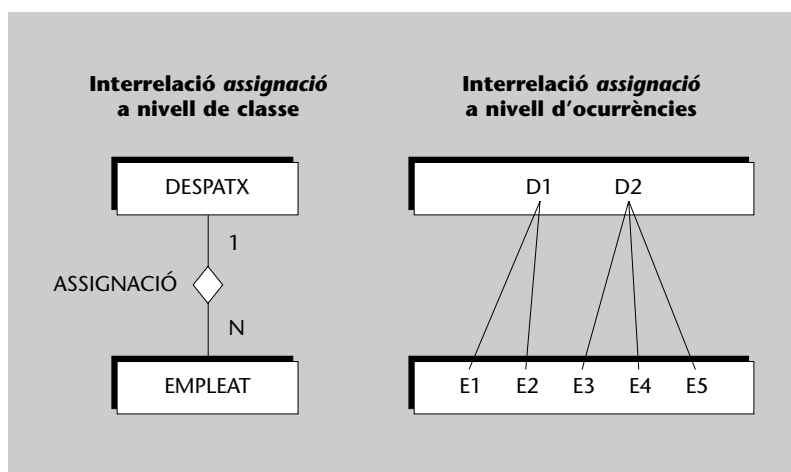 Interrelació assignació
a nivell de classe
DESPATX
1
ASSIGNACIÓ
N
EMPLEAT
Interrelació assignació
a nivell d'ocurrències
D1 D2
E1 E2 E3 E4 E5